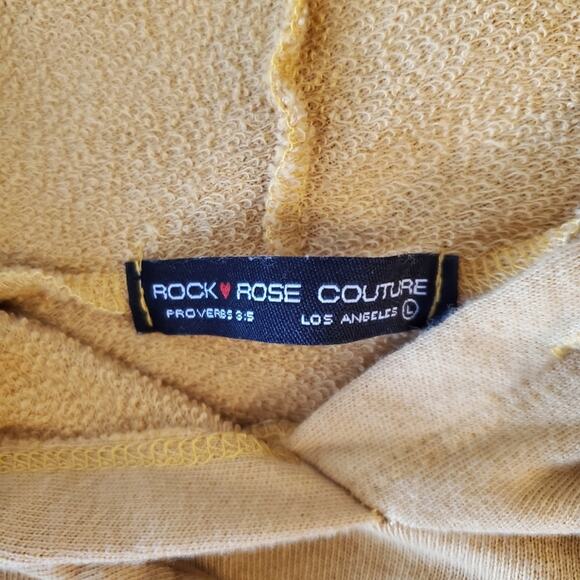 ROCK♥ROSE COUTURE
PROVERBS 3:5 LOS ANGELES L